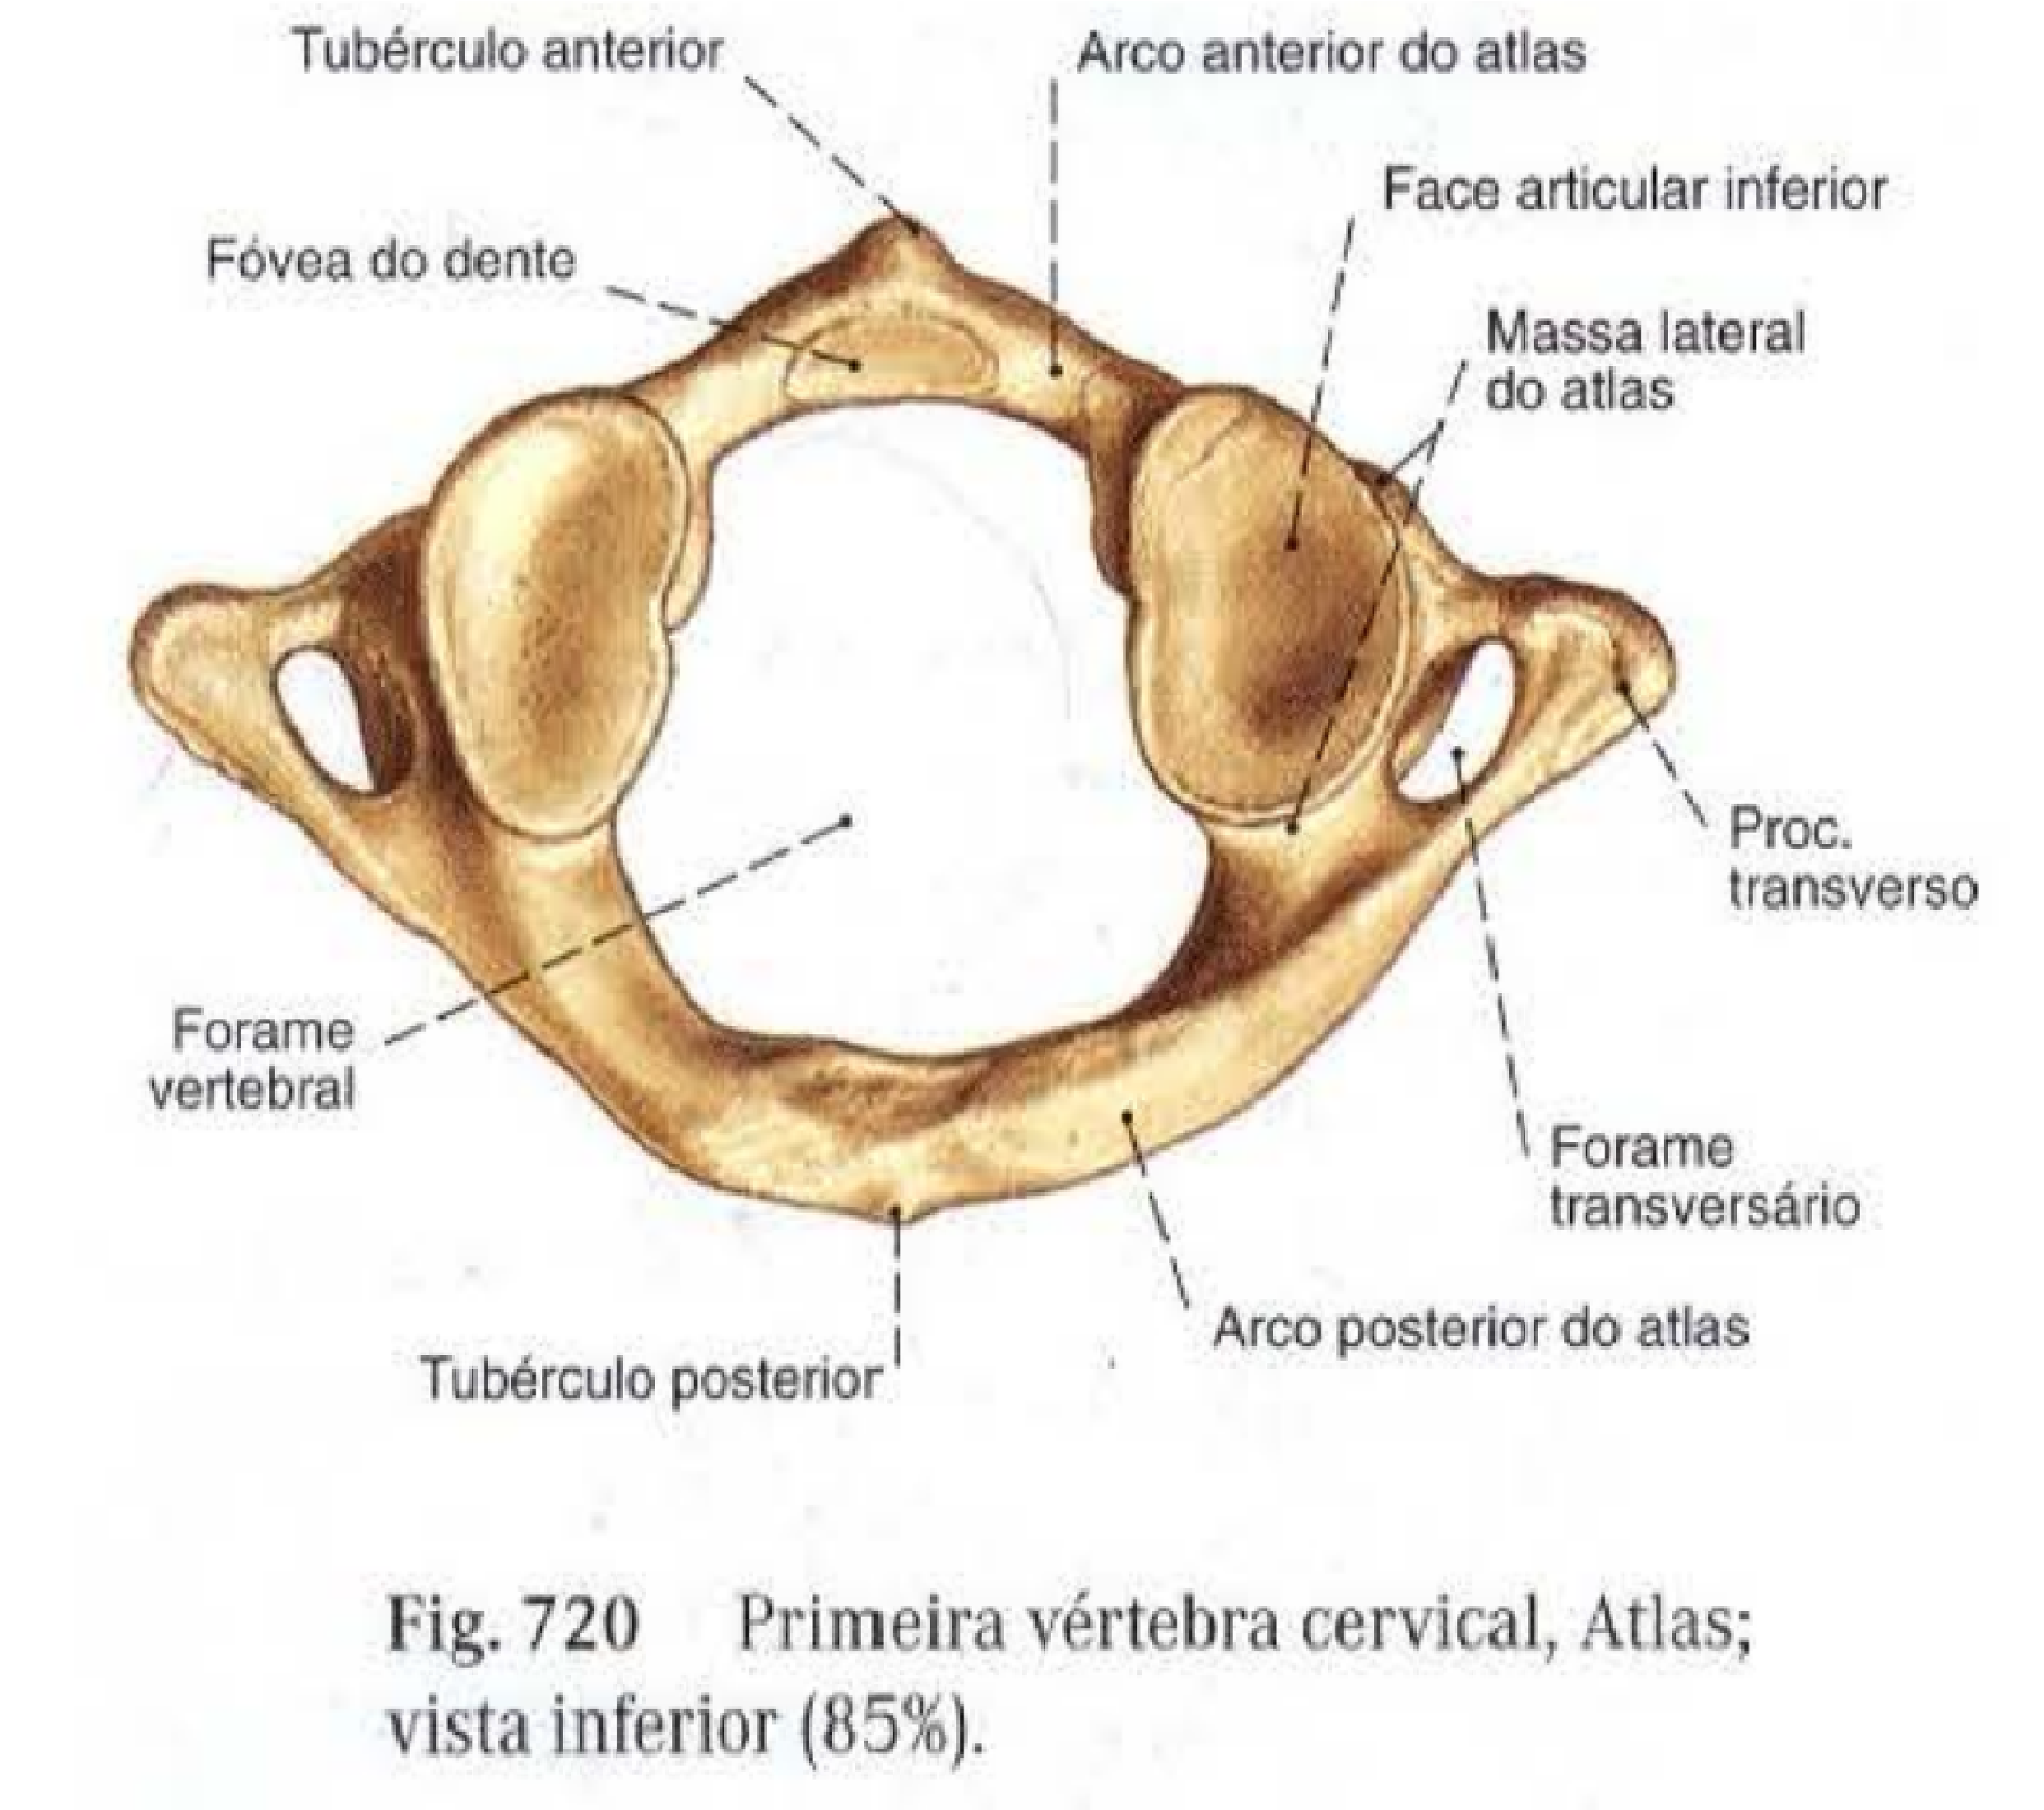 Tubérculo anterior
Arco anterior do atlas
Face articular inferior
Fóvea do dente
Massa lateral
do atlas
Proc.
transverso
Forame
vertebral
Forame
transversário
Arco posterior do atlas
Tubérculo posterior
Fig. 720 Primeira vértebra cervical, Atlas;
vista inferior (85%).